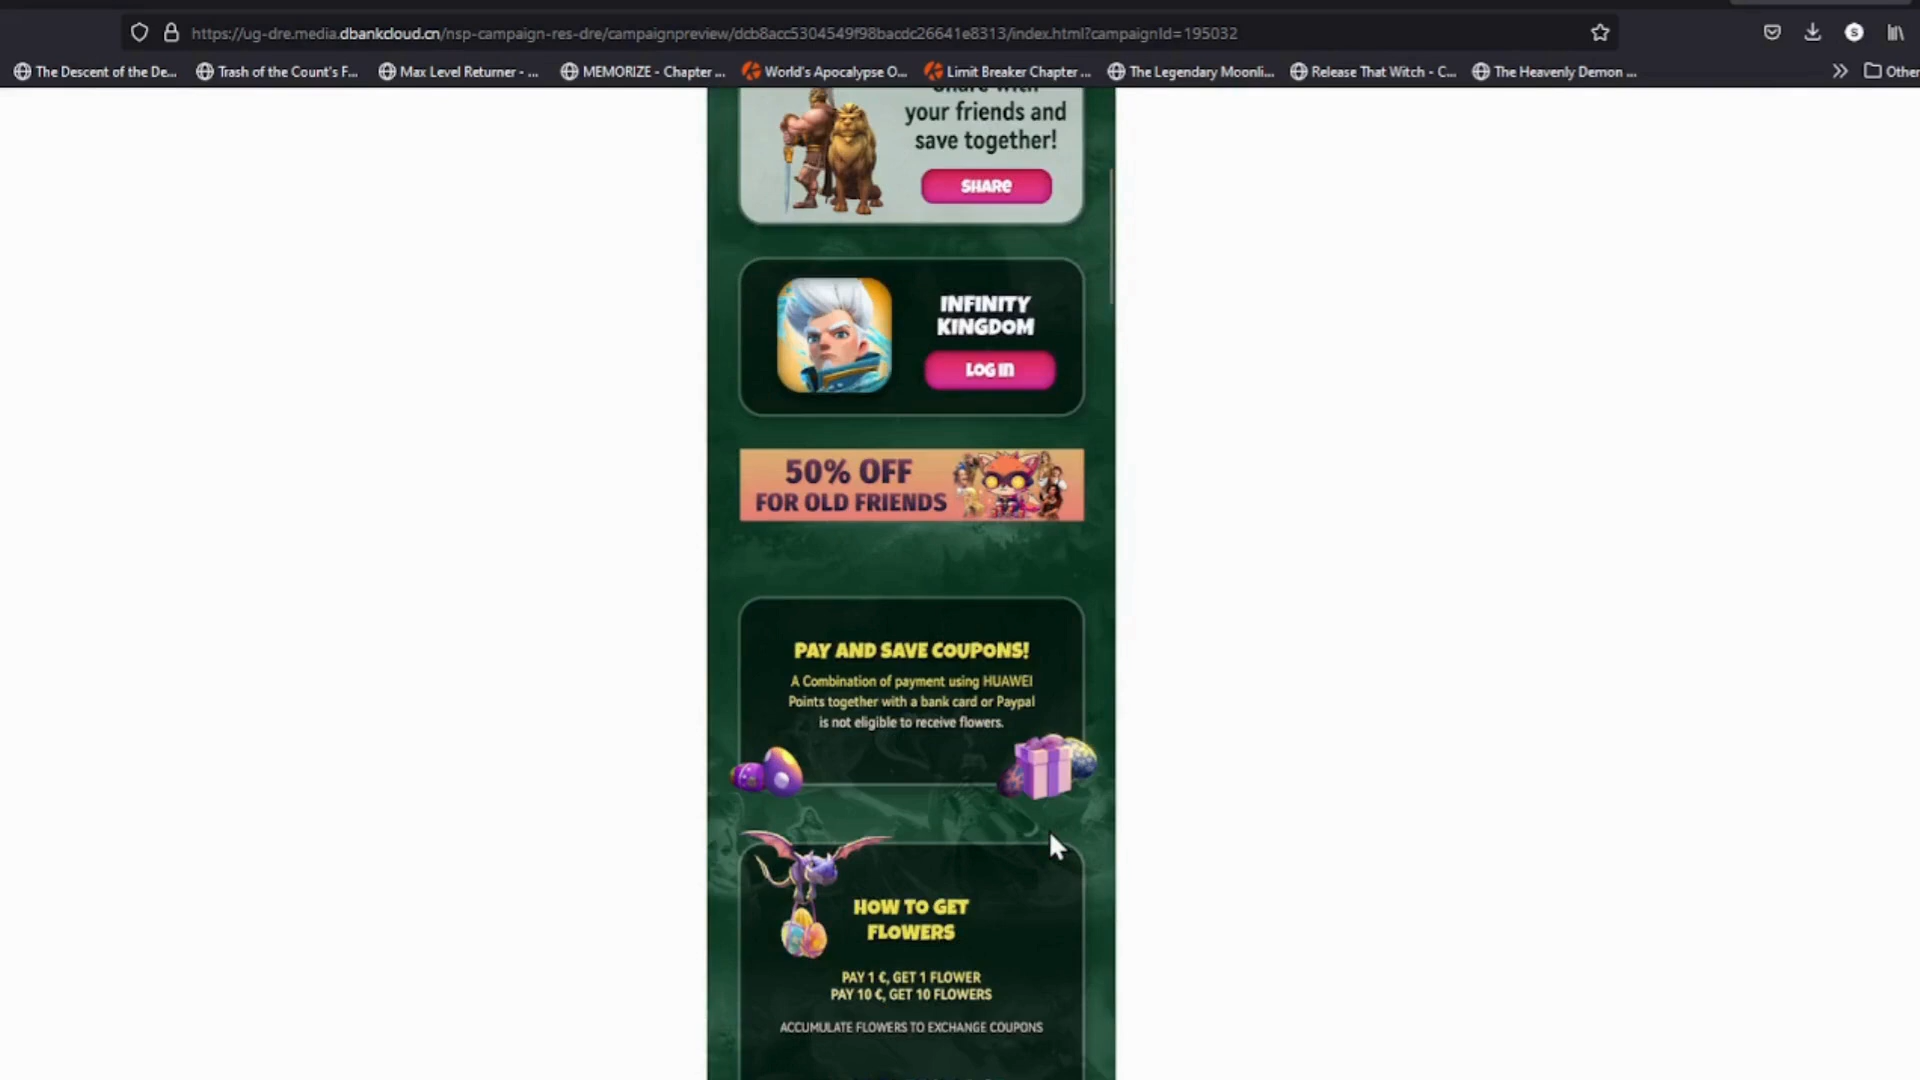 https://ug-dre.media.dbankcloud.cn/nsp-campaign-res-dre/campaignpreview/dcb8acc5304549f98bacdc26641e8313/index.html?campaignId=195032
The Descent of the De... Trash of the Count's F... Max Level Returner - ... MEMORIZE - Chapter ... World's Apocalypse O... Limit Breaker Chapter ... The Legendary Moonli... Release That Witch - C... The Heavenly Demon ... Other
Share with
your friends and
save together!
SHARE
INFINITY
KINGDOM
LOG IN
50% OFF
FOR OLD FRIENDS
PAY AND SAVE COUPONS!
A Combination of payment using HUAWEI
Points together with a bank card or Paypal
is not eligible to receive flowers.
HOW TO GET
FLOWERS
PAY 1 €, GET 1 FLOWER
PAY 10 €, GET 10 FLOWERS
ACCUMULATE FLOWERS TO EXCHANGE COUPONS